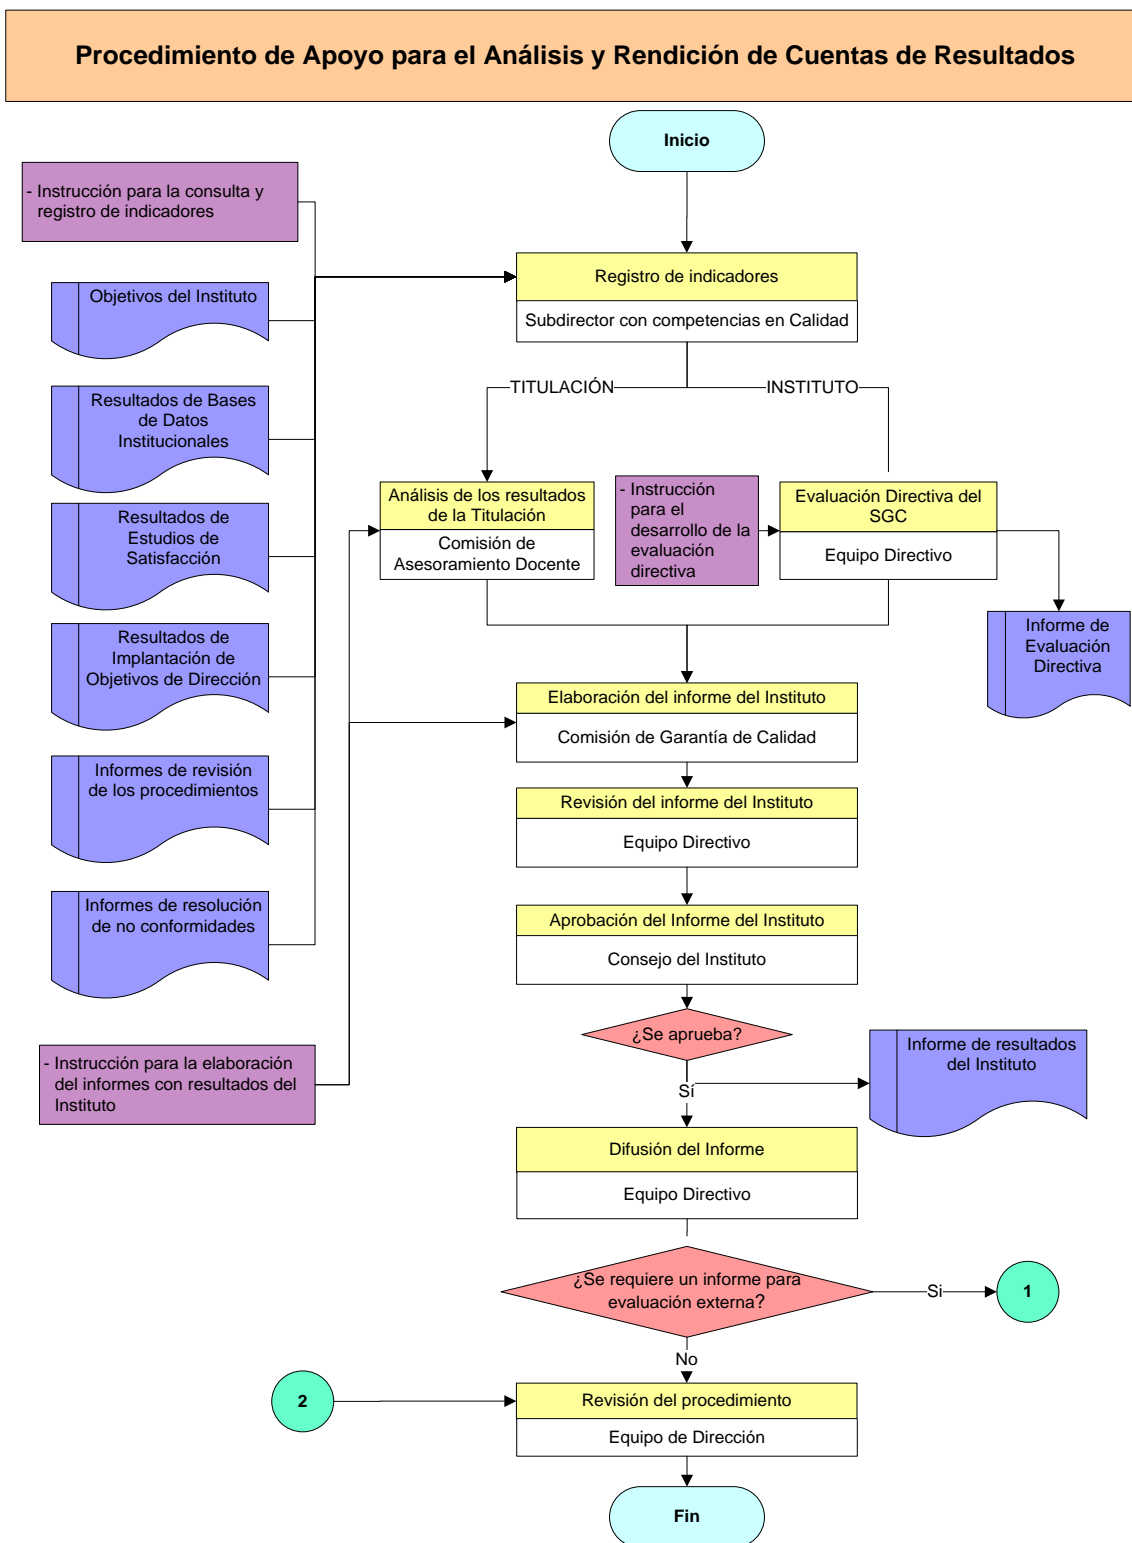 Procedimiento de Apoyo para el Análisis y Rendición de Cuentas de Resultados
Inicio
- Instrucción para la consulta y
registro de indicadores
Registro de indicadores
Subdirector con competencias en Calidad
Objetivos del Instituto
TITULACIÓN
INSTITUTO
Resultados de Bases
de Datos
Institucionales
Análisis de los resultados
de la Titulación
Comisión de
Asesoramiento Docente
- Instrucción
para el
desarrollo de la
evaluación
directiva
Evaluación Directiva del
SGC
Equipo Directivo
Resultados de
Estudios de
Satisfacción
Informe de
Evaluación
Directiva
Resultados de
Implantación de
Objetivos de Dirección
Elaboración del informe del Instituto
Comisión de Garantía de Calidad
Informes de revisión
de los procedimientos
Revisión del informe del Instituto
Equipo Directivo
Informes de resolución
de no conformidades
Aprobación del Informe del Instituto
Consejo del Instituto
¿Se aprueba?
- Instrucción para la elaboración
del informes con resultados del
Instituto
Informe de resultados
del Instituto
Sí
Difusión del Informe
Equipo Directivo
¿Se requiere un informe para
evaluación externa?
Si
1
No
2
Revisión del procedimiento
Equipo de Dirección
Fin